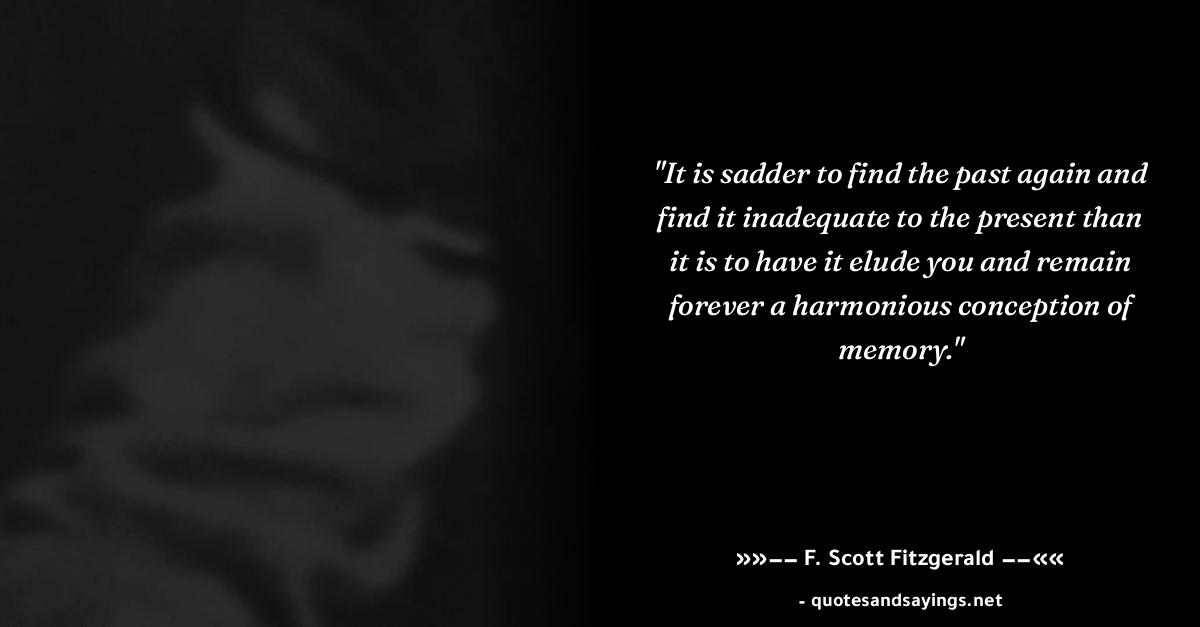 "It is sadder to find the past again and
find it inadequate to the present than
it is to have it elude you and remain
forever a harmonious conception of
memory."
»»−− F. Scott Fitzgerald −−««
- quotesandsayings.net